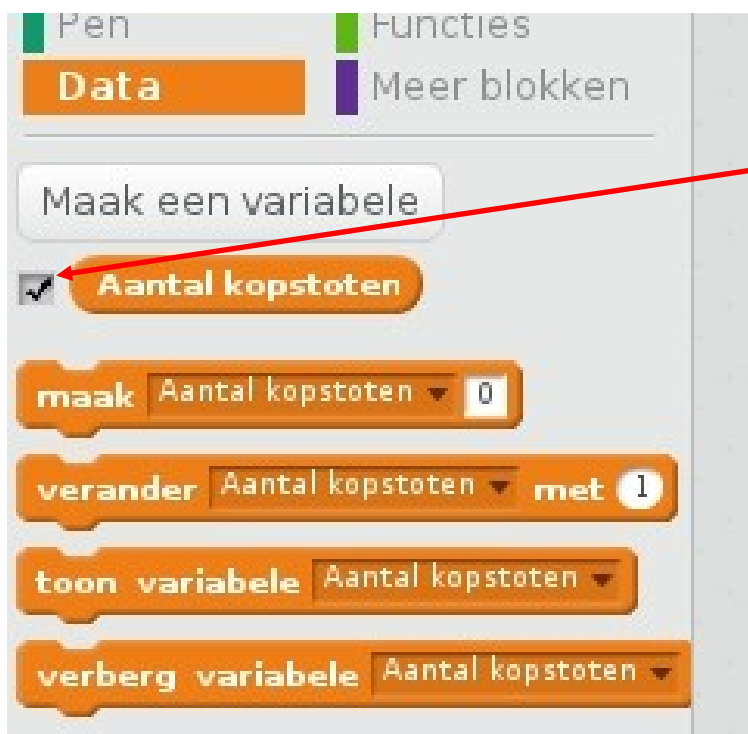 Pen Functies
Data Meer blokken
Maak een variabele
Aantal kopstoten
maak Aantal kopstoten 0
verander Aantal kopstoten met 1
toon variabele Aantal kopstoten
verberg variabele Aantal kopstoten